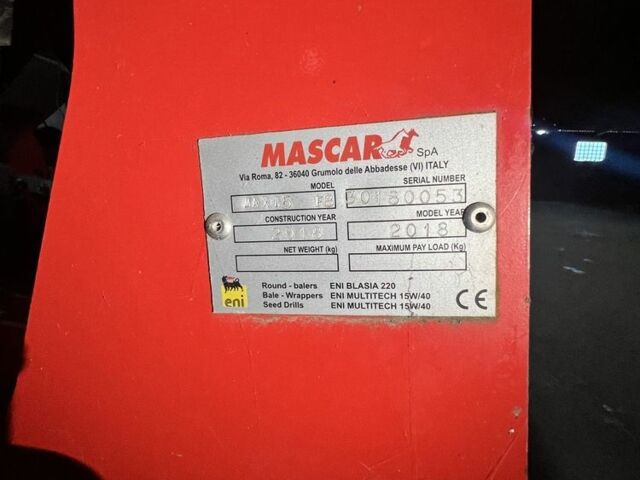 MASCAR SpA
Via Roma, 82 - 36040 Grumolo delle Abbadesse (VI) ITALY
MODEL SERIAL NUMBER
CONSTRUCTION YEAR MODEL YEAR
2018 2018
NET WEIGHT (kg) MAXIMUM PAY LOAD (Kg)
Round - balers ENI BLASIA 220
Bale - Wrappers ENI MULTITECH 15W/40
Seed Drills ENI MULTITECH 15W/40
eni
CE